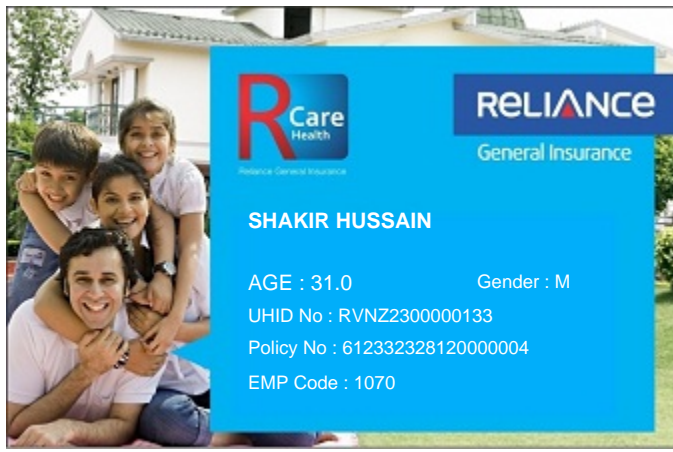 RCare
Health
Reliance General Insurance
RELIANCE
General Insurance
SHAKIR HUSSAIN
AGE : 31.0
Gender : M
UHID No : RVNZ2300000133
Policy No : 612332328120000004
EMP Code : 1070